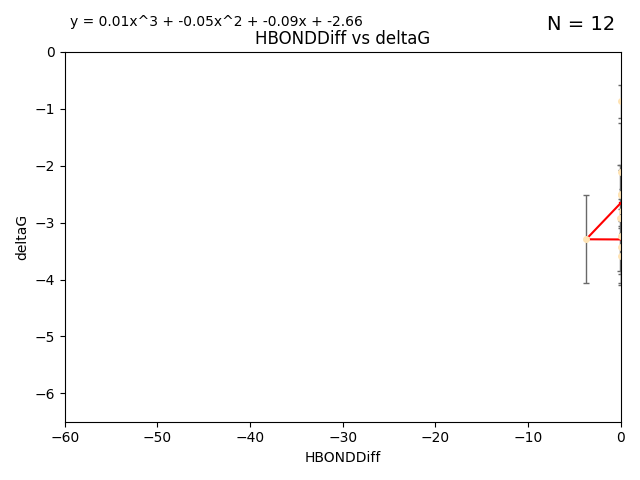 y = 0.01x^3 + -0.05x^2 + -0.09x + -2.66
N = 12
HBONDDiff vs deltaG
0
−1
−2
−3
−4
−5
−6
deltaG
−60 −50 −40 −30 −20 −10 0
HBONDDiff